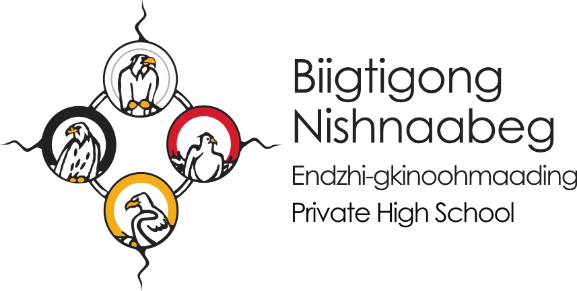 Biigtigong
Nishnaabeg
Endzhi-gkinoohmaading
Private High School